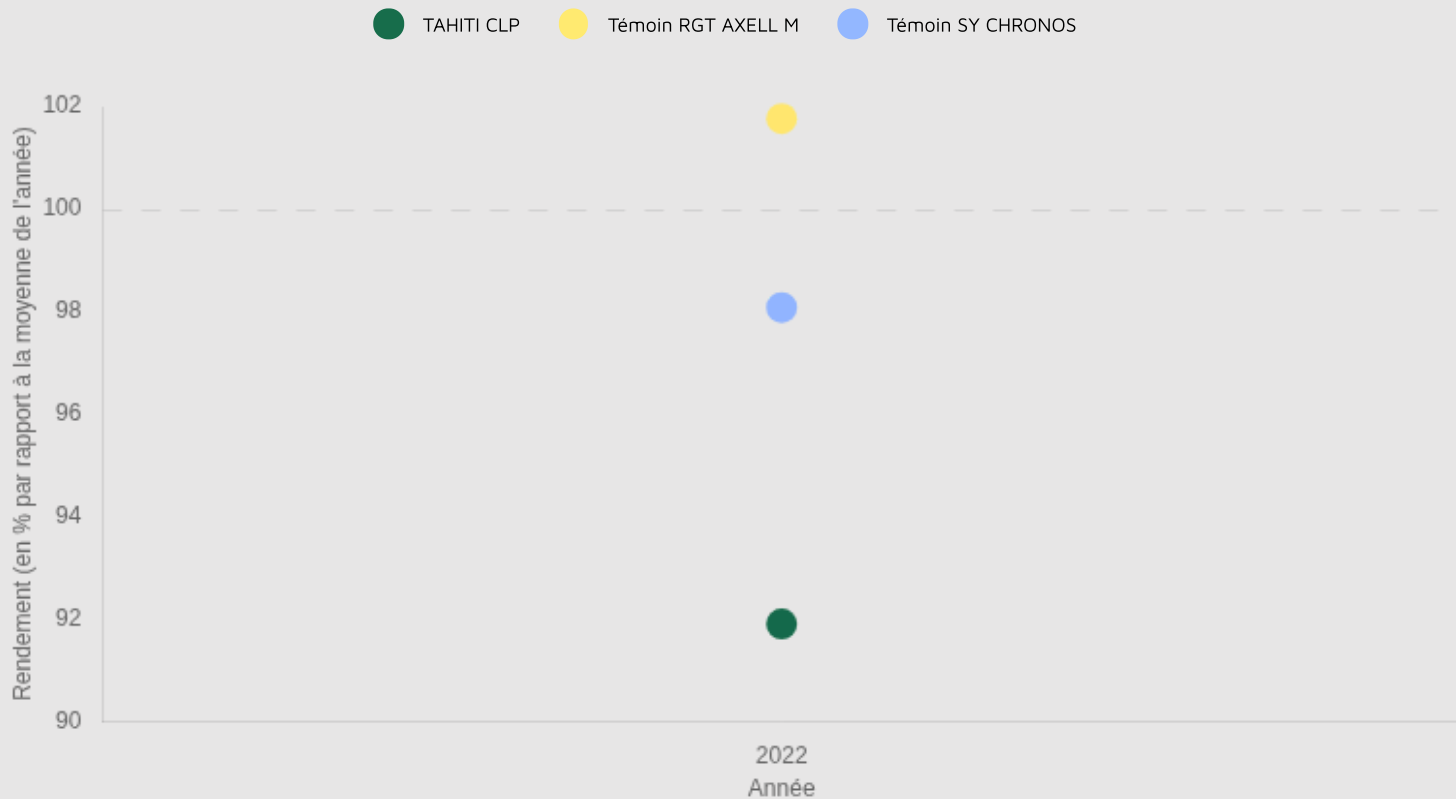 TAHITI CLP
Témoin RGT AXELL M
Témoin SY CHRONOS
Rendement (en % par rapport à la moyenne de l'année)
102
100
98
96
94
92
90
2022
Année